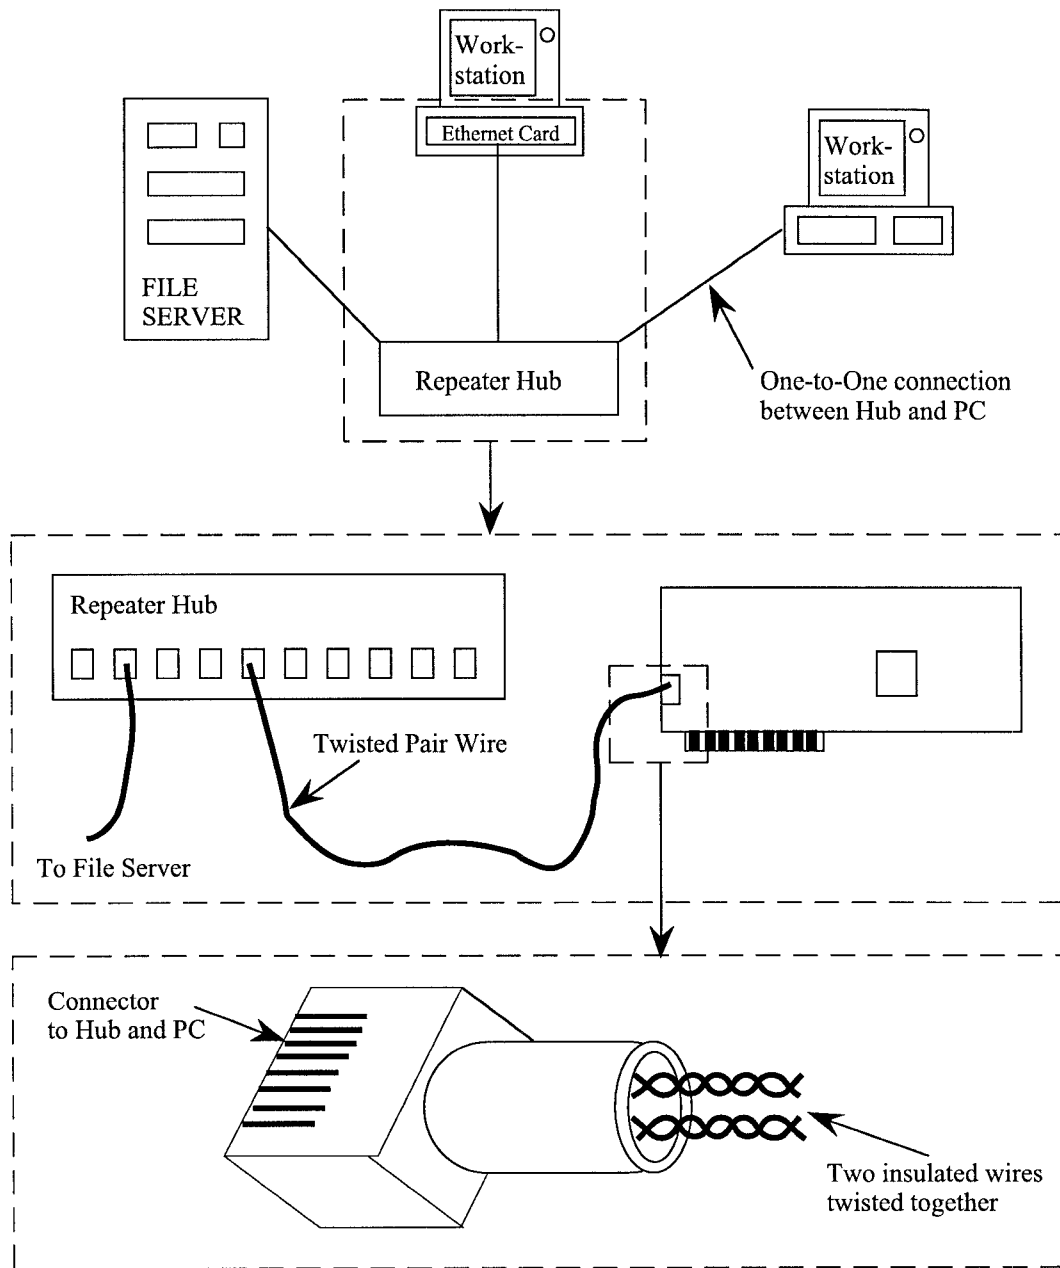 Work-
station
Ethernet Card
Work-
station
FILE
SERVER
Repeater Hub
One-to-One connection
between Hub and PC
Repeater Hub
Twisted Pair Wire
To File Server
Connector
to Hub and PC
Two insulated wires
twisted together